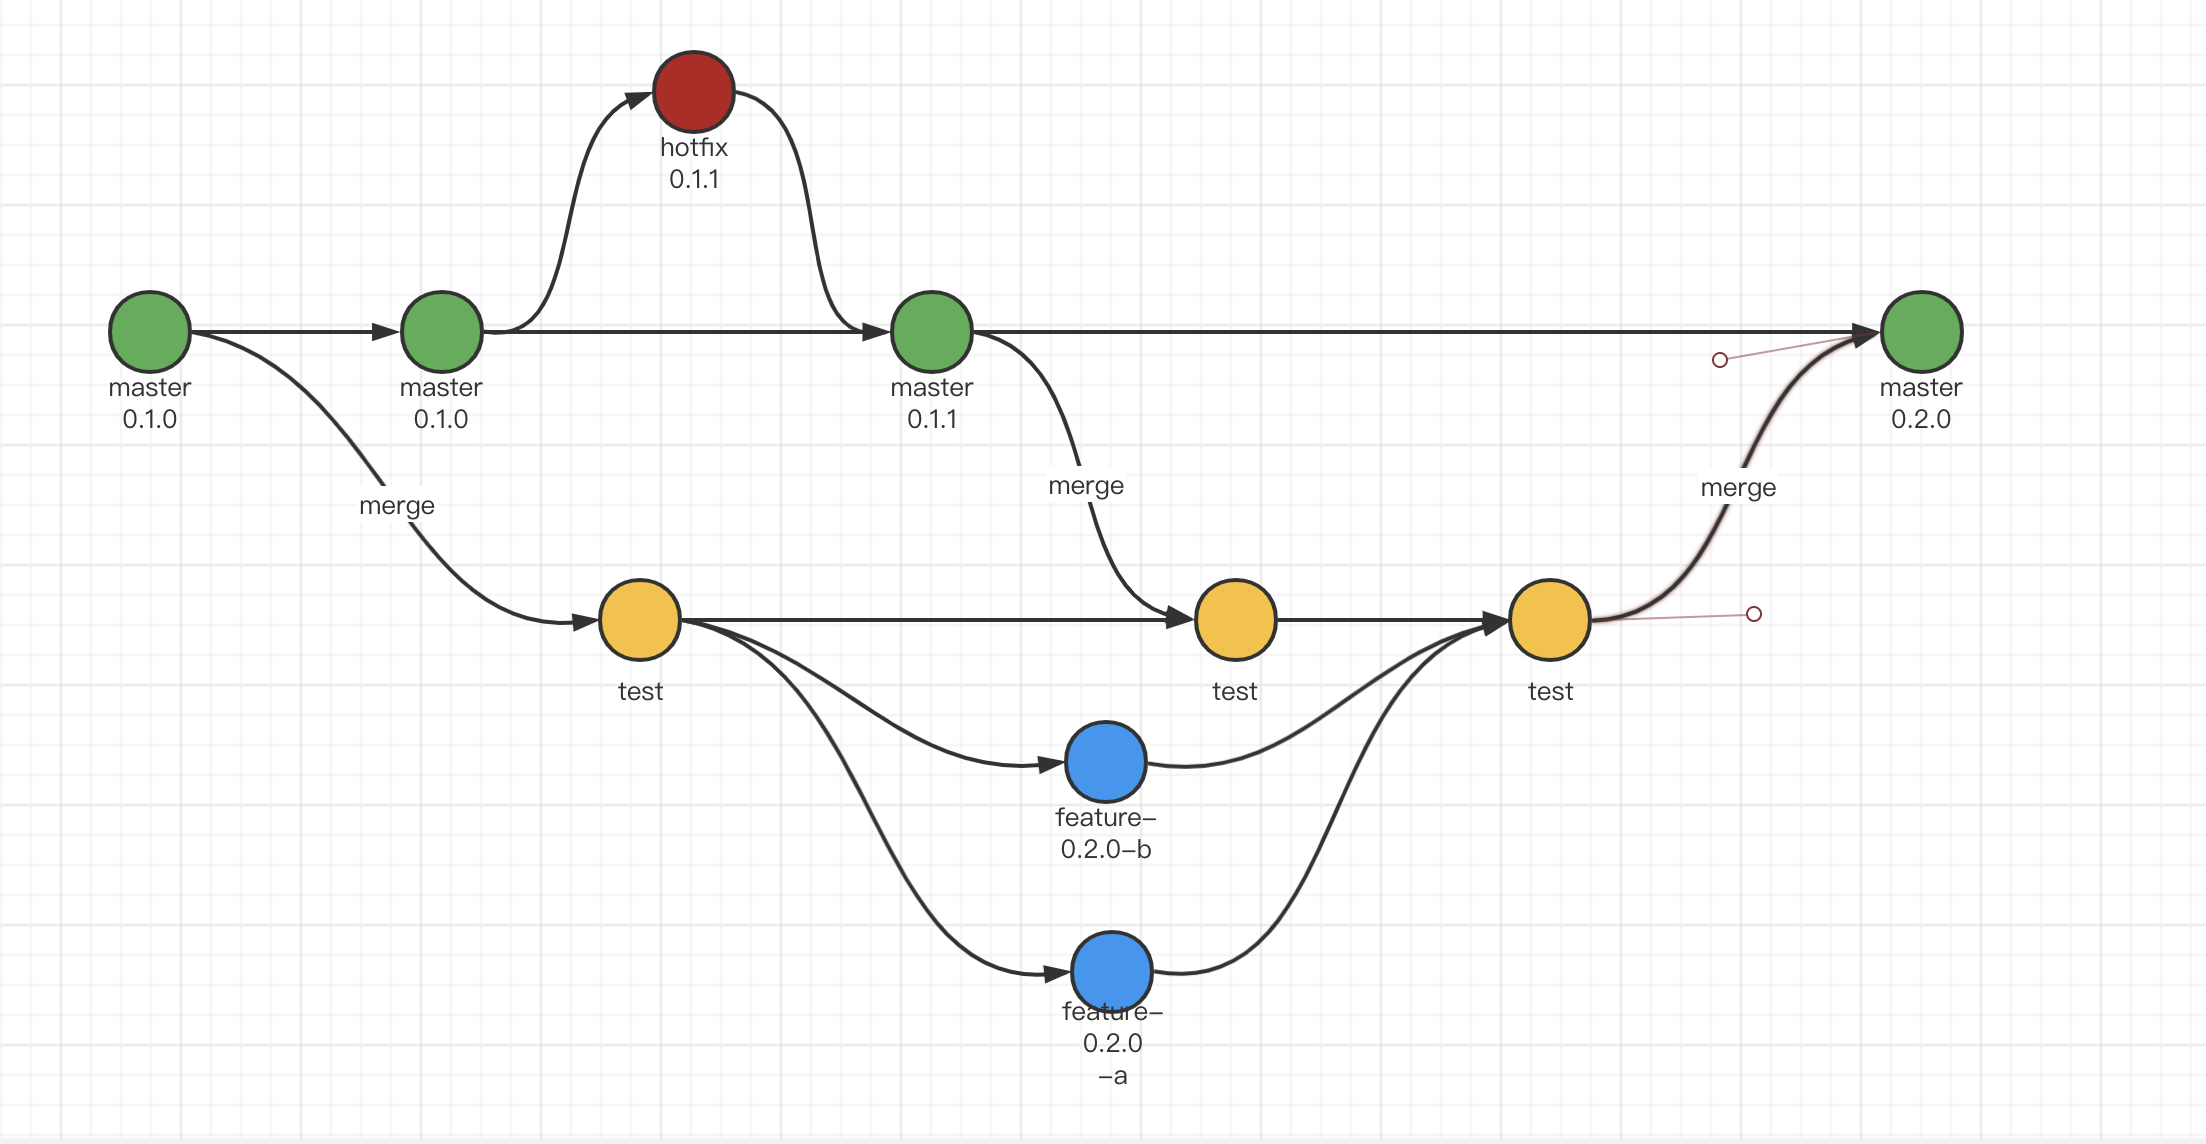 hotfix
0.1.1
master
0.1.0
master
0.1.0
master
0.1.1
master
0.2.0
merge
merge
merge
test
test
test
feature–
0.2.0–b
feature–
0.2.0
–a